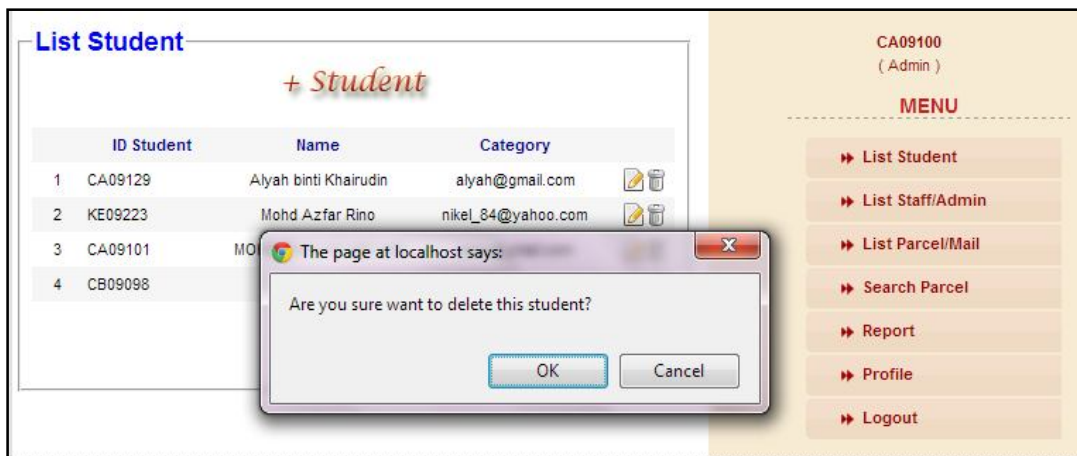 List Student
+ Student
ID Student Name Category
1 CA09129 Alyah binti Khairudin alyah@gmail.com
2 KE09223 Mohd Azfar Rino nikel_84@yahoo.com
3 CA09101
4 CB09098
The page at localhost says:
Are you sure want to delete this student?
OK Cancel
CA09100
( Admin )
MENU
List Student
List Staff/Admin
List Parcel/Mail
Search Parcel
Report
Profile
Logout